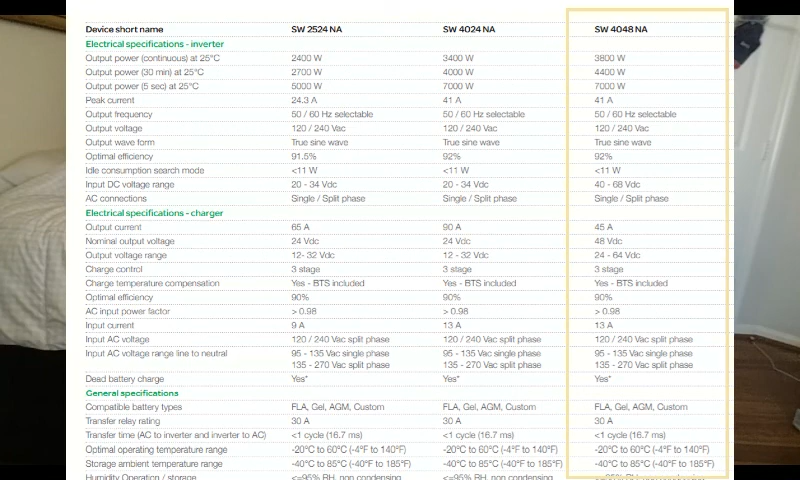 Device short name SW 2524 NA SW 4024 NA SW 4048 NA
Electrical specifications - inverter
Output power (continuous) at 25°C 2400 W 3400 W 3800 W
Output power (30 min) at 25°C 2700 W 4000 W 4400 W
Output power (5 sec) at 25°C 5000 W 7000 W 7000 W
Peak current 24.3 A 41 A 41 A
Output frequency 50 / 60 Hz selectable 50 / 60 Hz selectable 50 / 60 Hz selectable
Output voltage 120 / 240 Vac 120 / 240 Vac 120 / 240 Vac
Output wave form True sine wave True sine wave True sine wave
Optimal efficiency 91.5% 92% 92%
Idle consumption search mode <11 W <11 W <11 W
Input DC voltage range 20 - 34 Vdc 20 - 34 Vdc 40 - 68 Vdc
AC connections Single / Split phase Single / Split phase Single / Split phase
Electrical specifications - charger
Output current 65 A 90 A 45 A
Nominal output voltage 24 Vdc 24 Vdc 48 Vdc
Output voltage range 12- 32 Vdc 12 - 32 Vdc 24 - 64 Vdc
Charge control 3 stage 3 stage 3 stage
Charge temperature compensation Yes - BTS included Yes - BTS included Yes - BTS included
Optimal efficiency 90% 90% 90%
AC input power factor > 0.98 > 0.98 > 0.98
Input current 9 A 13 A 13 A
Input AC voltage 120 / 240 Vac split phase 120 / 240 Vac split phase 120 / 240 Vac split phase
Input AC voltage range line to neutral 95 - 135 Vac single phase 95 - 135 Vac single phase 95 - 135 Vac single phase
135 - 270 Vac split phase 135 - 270 Vac split phase 135 - 270 Vac split phase
Dead battery charge Yes* Yes* Yes*
General specifications
Compatible battery types FLA, Gel, AGM, Custom FLA, Gel, AGM, Custom FLA, Gel, AGM, Custom
Transfer relay rating 30 A 30 A 30 A
Transfer time (AC to inverter and inverter to AC) <1 cycle (16.7 ms) <1 cycle (16.7 ms) <1 cycle (16.7 ms)
Optimal operating temperature range -20°C to 60°C (-4°F to 140°F) -20°C to 60°C (-4°F to 140°F) -20°C to 60°C (-4°F to 140°F)
Storage ambient temperature range -40°C to 85°C (-40°F to 185°F) -40°C to 85°C (-40°F to 185°F) -40°C to 85°C (-40°F to 185°F)
Humidity Operation / storage <=95% RH, non condensing <=95% RH, non condensing <=95% RH, non condensing